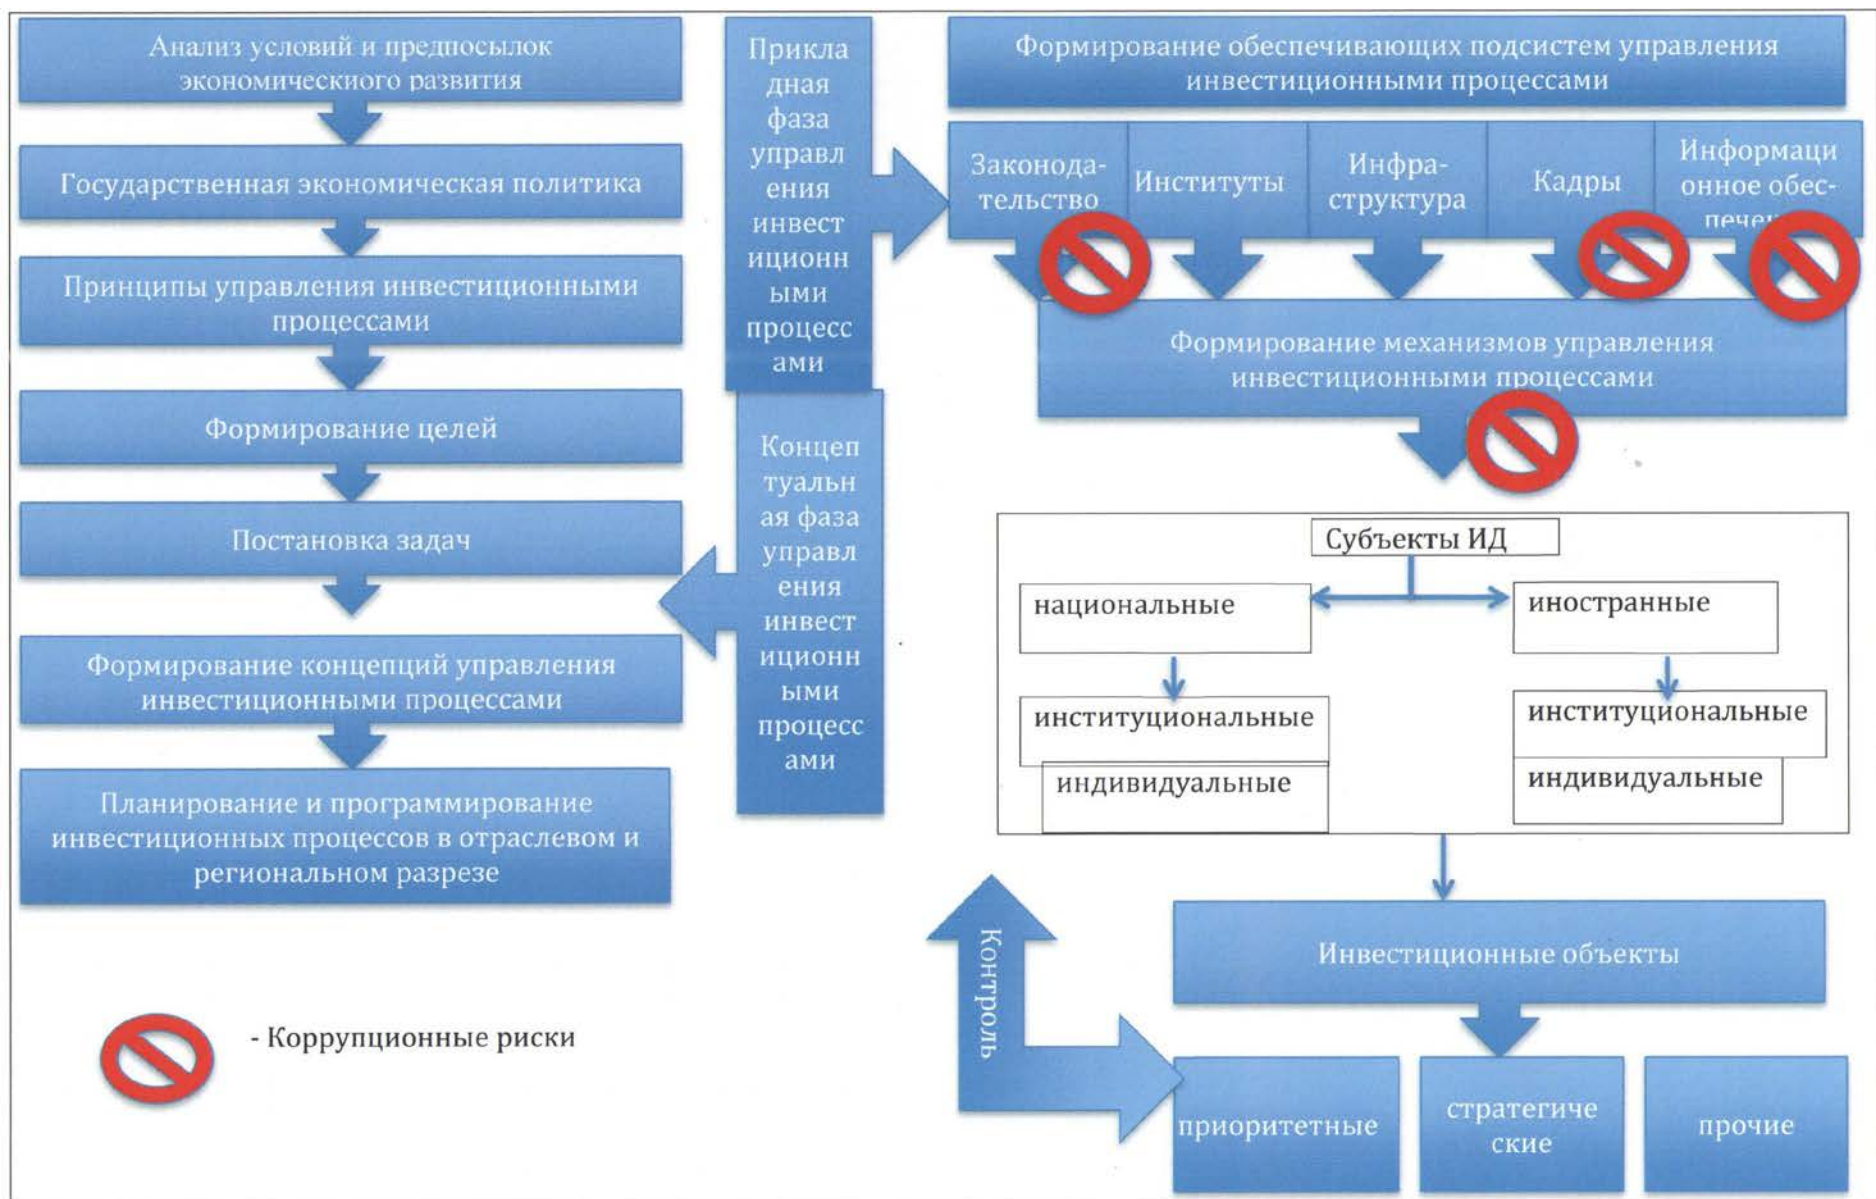 Анализ условий и предпосылок
экономическиого развития
Государственная экономическая политика
Принципы управления инвестиционными
процессами
Формирование целей
Постановка задач
Формирование концепций управления
инвестиционными процессами
Планирование и программирование
инвестиционных процессов в отраслевом и
региональном разрезе
- Коррупционные риски
Прикла
дная
фаза
управл
ения
инвест
иционн
ыми
процесс
ами
Концеп
туальн
ая фаза
управл
ения
инвест
иционн
ыми
процесс
ами
Формирование обеспечивающих подсистем управления
инвестиционными процессами
Законода-
тельство
Институты
Инфра-
структура
Кадры
Информаци
онное обес-
Формирование механизмов управления
инвестиционными процессами
Субъекты ИД
национальные
иностранные
институциональные
индивидуальные
институциональные
индивидуальные
Контроль
Инвестиционные объекты
приоритетные
стратегиче
ские
прочие